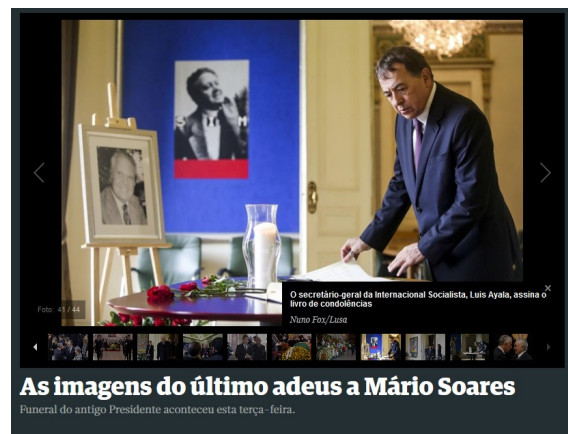 Foto: 41 / 44
O secretário-geral da Internacional Socialista, Luis Ayala, assina o
livro de condolências
Nuno Fox/Lusa
As imagens do último adeus a Mário Soares
Funeral do antigo Presidente aconteceu esta terça-feira.